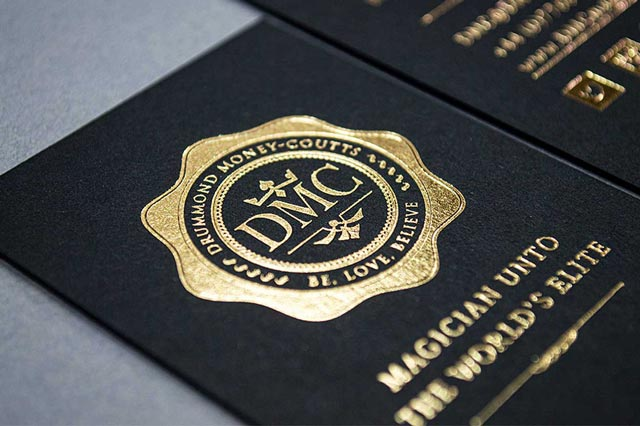 DRUMMOND MONEY-COUTTS
DMC
BE, LOVE, BELIEVE
MAGICIAN UNTO
THE WORLD'S ELITE